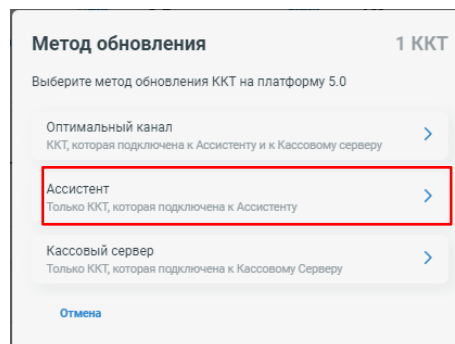 Метод обновления 1 ККТ
Выберите метод обновления ККТ на платформу 5.0
Оптимальный канал
ККТ, которая подключена к Ассистенту и к Кассовому серверу
Ассистент
Только ККТ, которая подключена к Ассистенту
Кассовый сервер
Только ККТ, которая подключена к Кассовому Серверу
Отмена